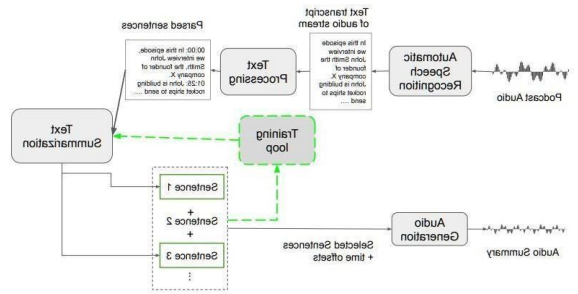 Podcast Audio
Automatic
Speech
Recognition
Text transcript
of audio stream
In this episode
we interview
John Smith the
founder of
company X.
John is building
rocket to ships to
send ....
Text
Processing
Parsed sentences
00:00: In this episode,
we interview John
Smith, the founder of
company X.
01:25: John is building
rocket to ships to send ....
Text
Summarization
Training
loop
Sentence 1
+
Sentence 2
+
Sentence 3
⋮
Selected Sentences
+ time offsets
Audio
Generation
Audio Summary